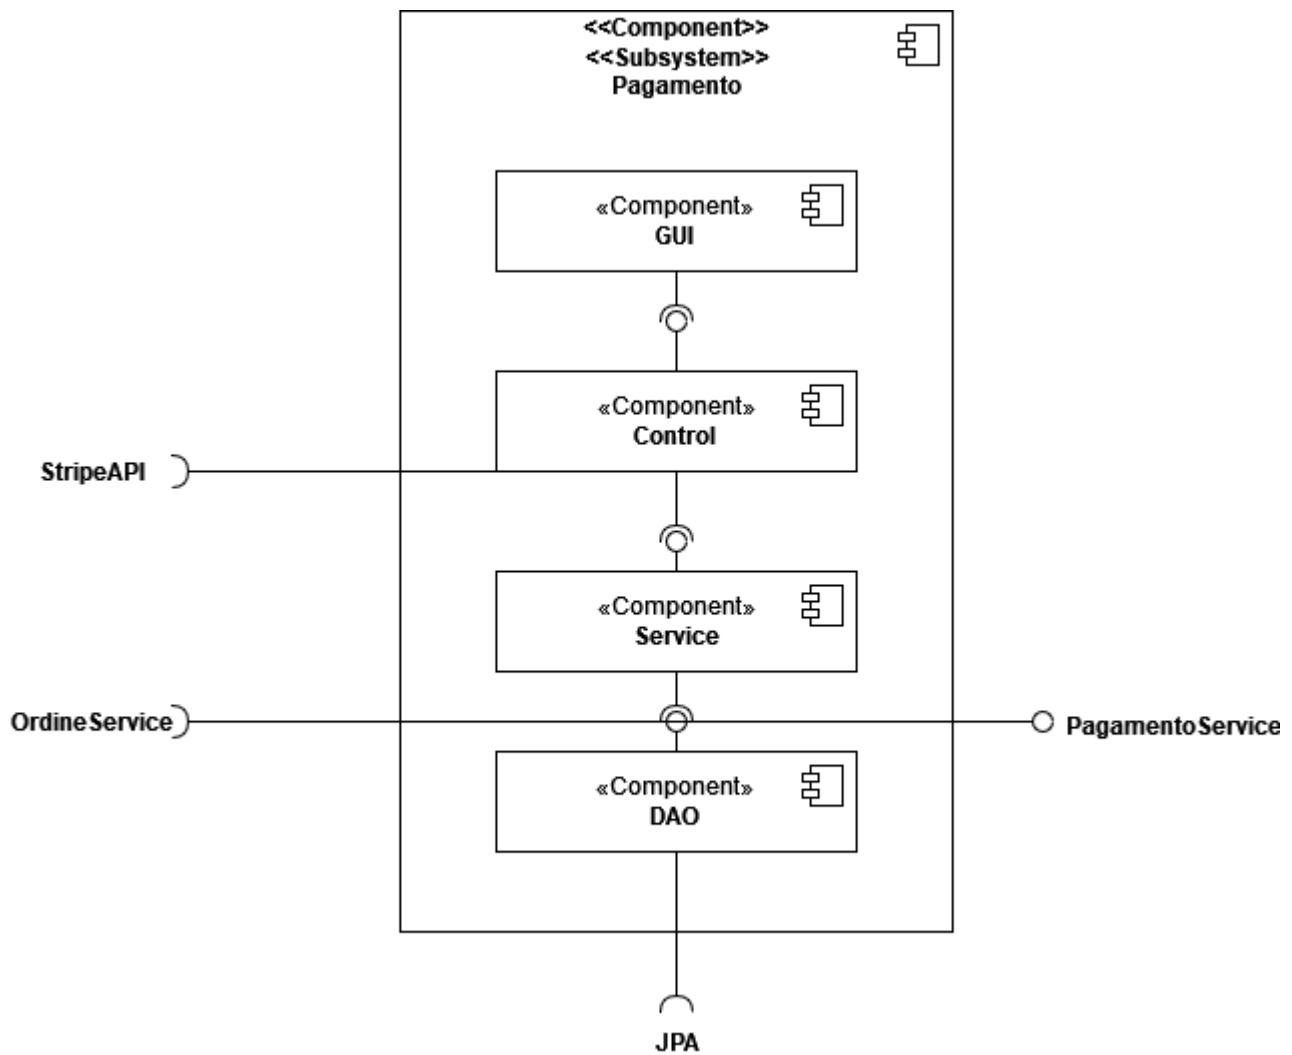 <<Component>>
<<Subsystem>>
Pagamento
«Component»
GUI
«Component»
Control
StripeAPI
«Component»
Service
OrdineService
PagamentoService
«Component»
DAO
JPA